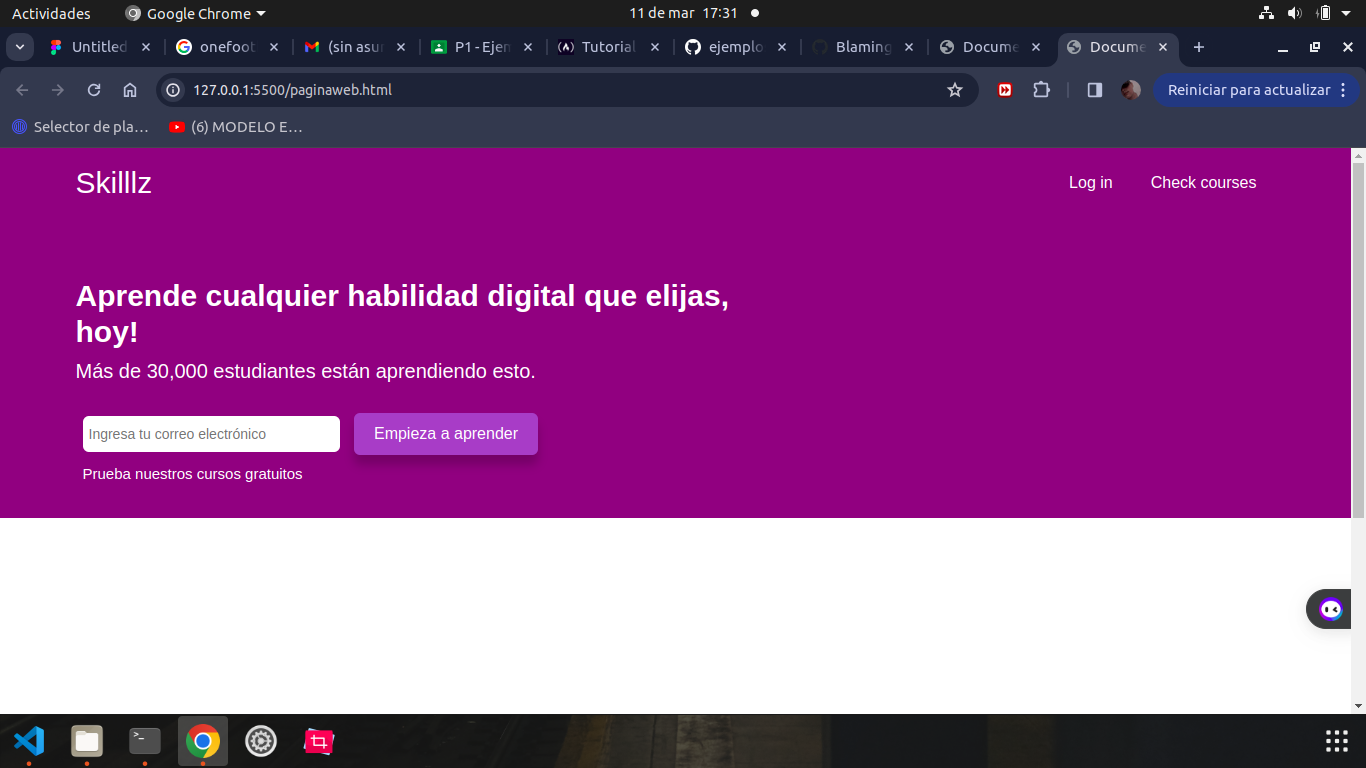 Actividades
Google Chrome
11 de mar 17:31
Untitled
onefoot
(sin asun
P1 - Ejem
Tutorial
ejemplo
Blaming
Docume
Docume
127.0.0.1:5500/paginaweb.html
Reiniciar para actualizar
Selector de pla…
(6) MODELO E…
Skilllz
Log in
Check courses
Aprende cualquier habilidad digital que elijas,
hoy!
Más de 30,000 estudiantes están aprendiendo esto.
Ingresa tu correo electrónico
Empieza a aprender
Prueba nuestros cursos gratuitos